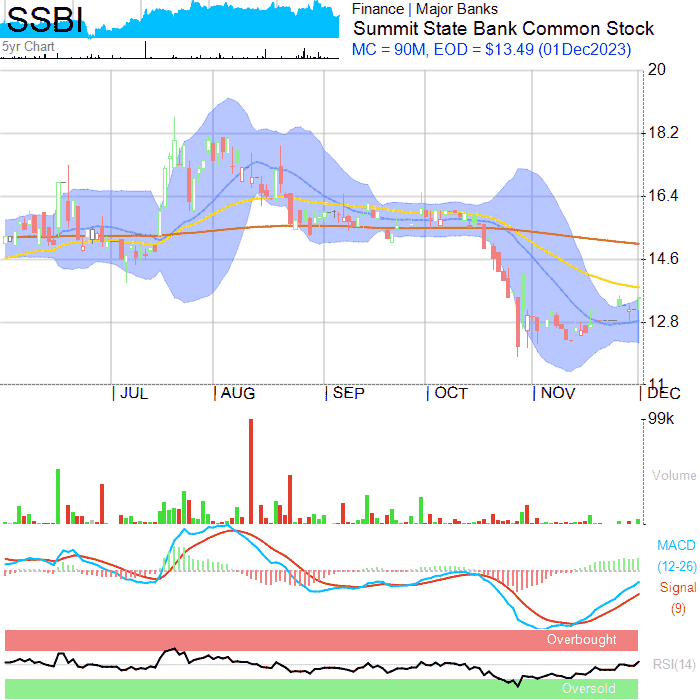 SSBI
5yr Chart
Finance | Major Banks
Summit State Bank Common Stock
MC = 90M, EOD = $13.49 (01Dec2023)
20
18.2
16.4
14.6
12.8
11
JUL AUG SEP OCT NOV DEC
99k
Volume
MACD
(12-26)
Signal
(9)
Overbought
RSI(14)
Oversold